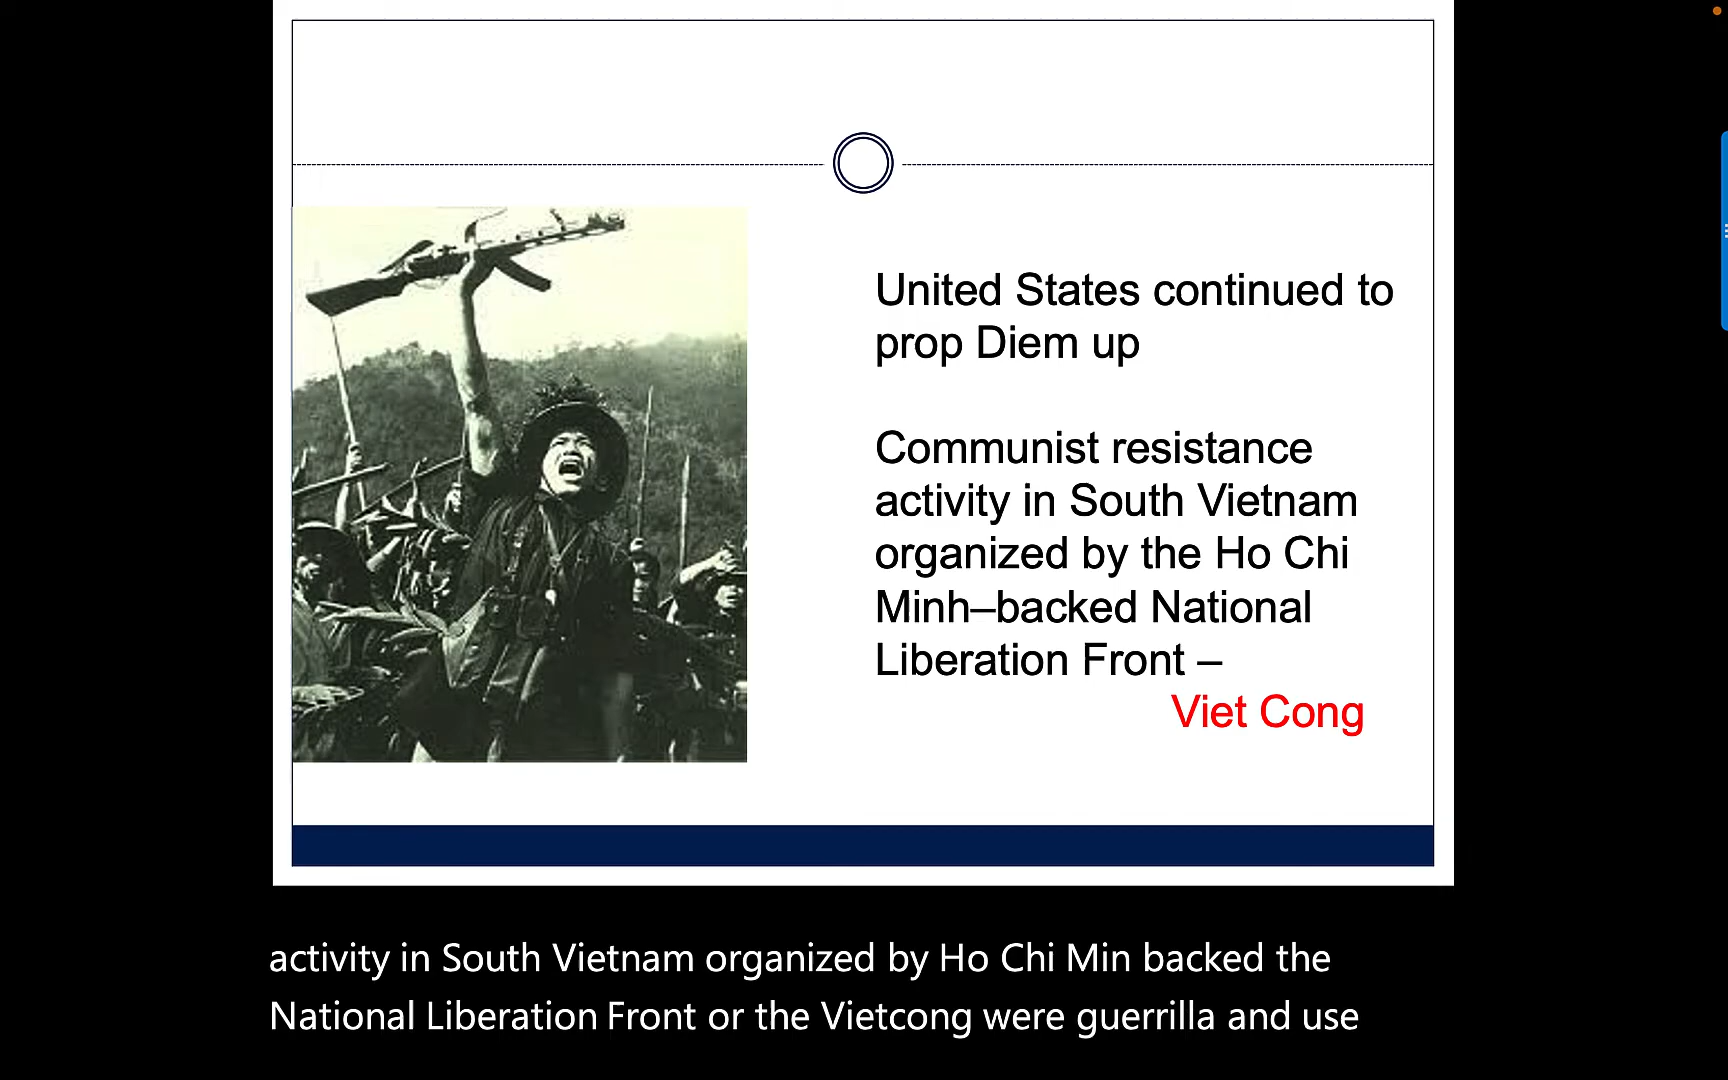 United States continued to
prop Diem up
Communist resistance
activity in South Vietnam
organized by the Ho Chi
Minh–backed National
Liberation Front –
Viet Cong
activity in South Vietnam organized by Ho Chi Min backed the
National Liberation Front or the Vietcong were guerrilla and use